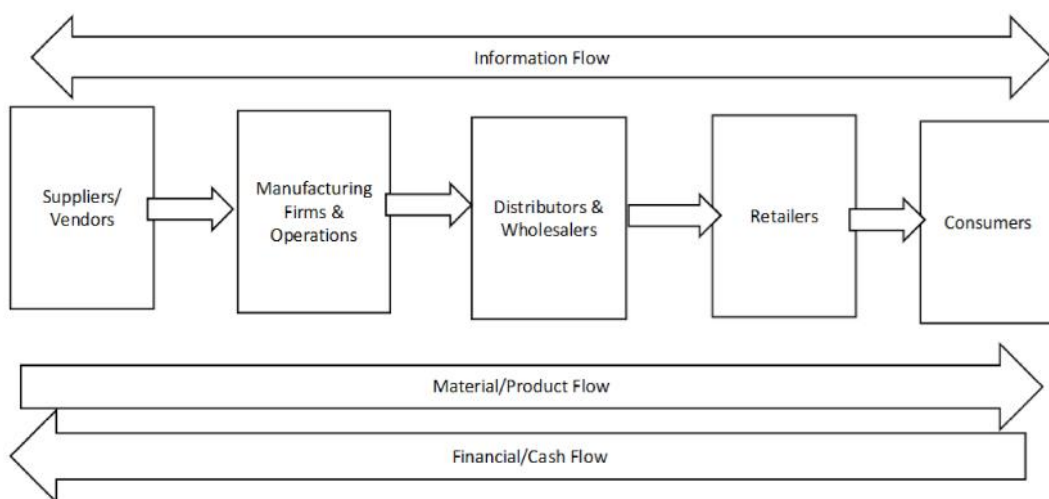 Information Flow
Suppliers/
Vendors
Manufacturing
Firms &
Operations
Distributors &
Wholesalers
Retailers
Consumers
Material/Product Flow
Financial/Cash Flow